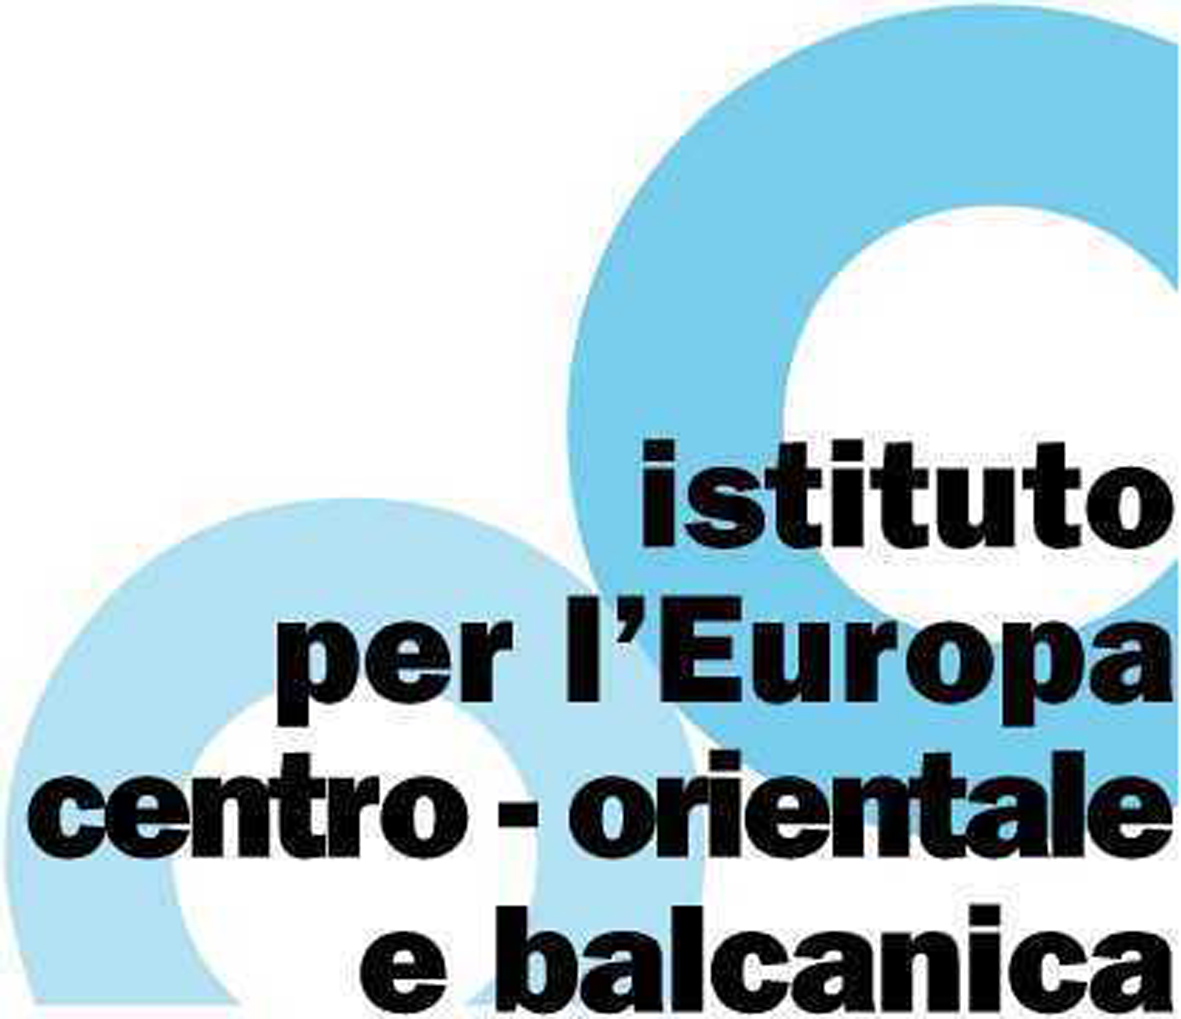 istituto
per l’Europa
centro - orientale
e balcanica